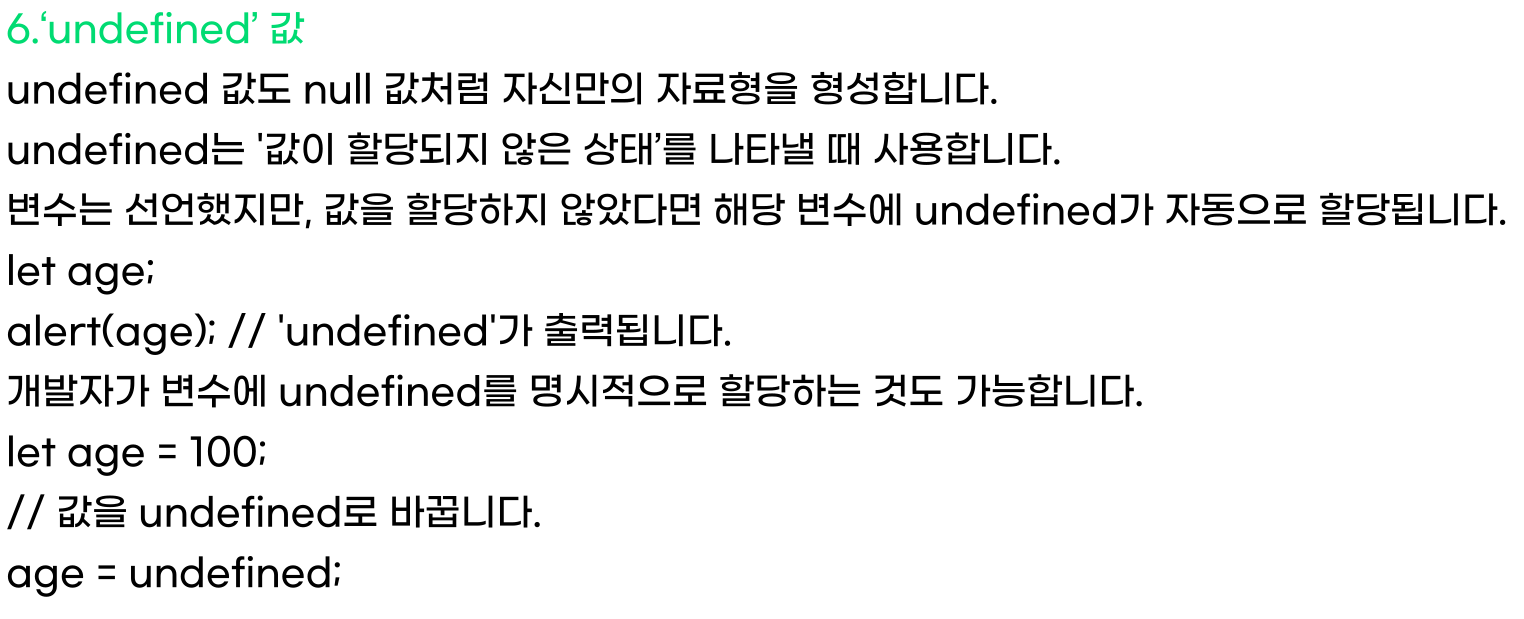 6.‘undefined’ 값
undefined 값도 null 값처럼 자신만의 자료형을 형성합니다.
undefined는 '값이 할당되지 않은 상태’를 나타낼 때 사용합니다.
변수는 선언했지만, 값을 할당하지 않았다면 해당 변수에 undefined가 자동으로 할당됩니다.
let age;
alert(age); // 'undefined'가 출력됩니다.
개발자가 변수에 undefined를 명시적으로 할당하는 것도 가능합니다.
let age = 100;
// 값을 undefined로 바꿉니다.
age = undefined;